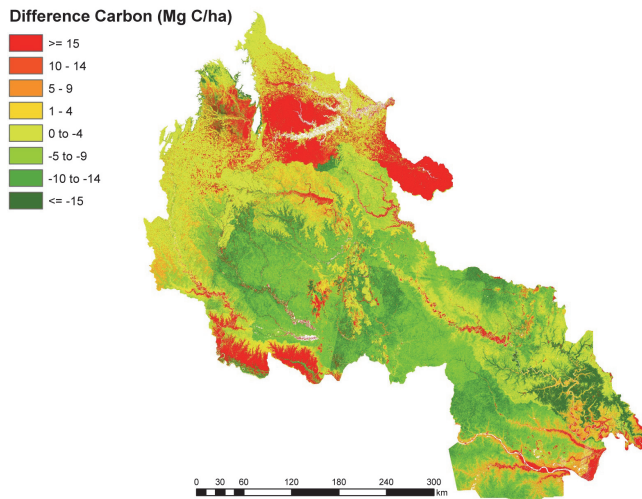 Difference Carbon (Mg C/ha)
>= 15
10 - 14
5 - 9
1 - 4
0 to -4
-5 to -9
-10 to -14
<= -15
0 30 60 120 180 240 300
km